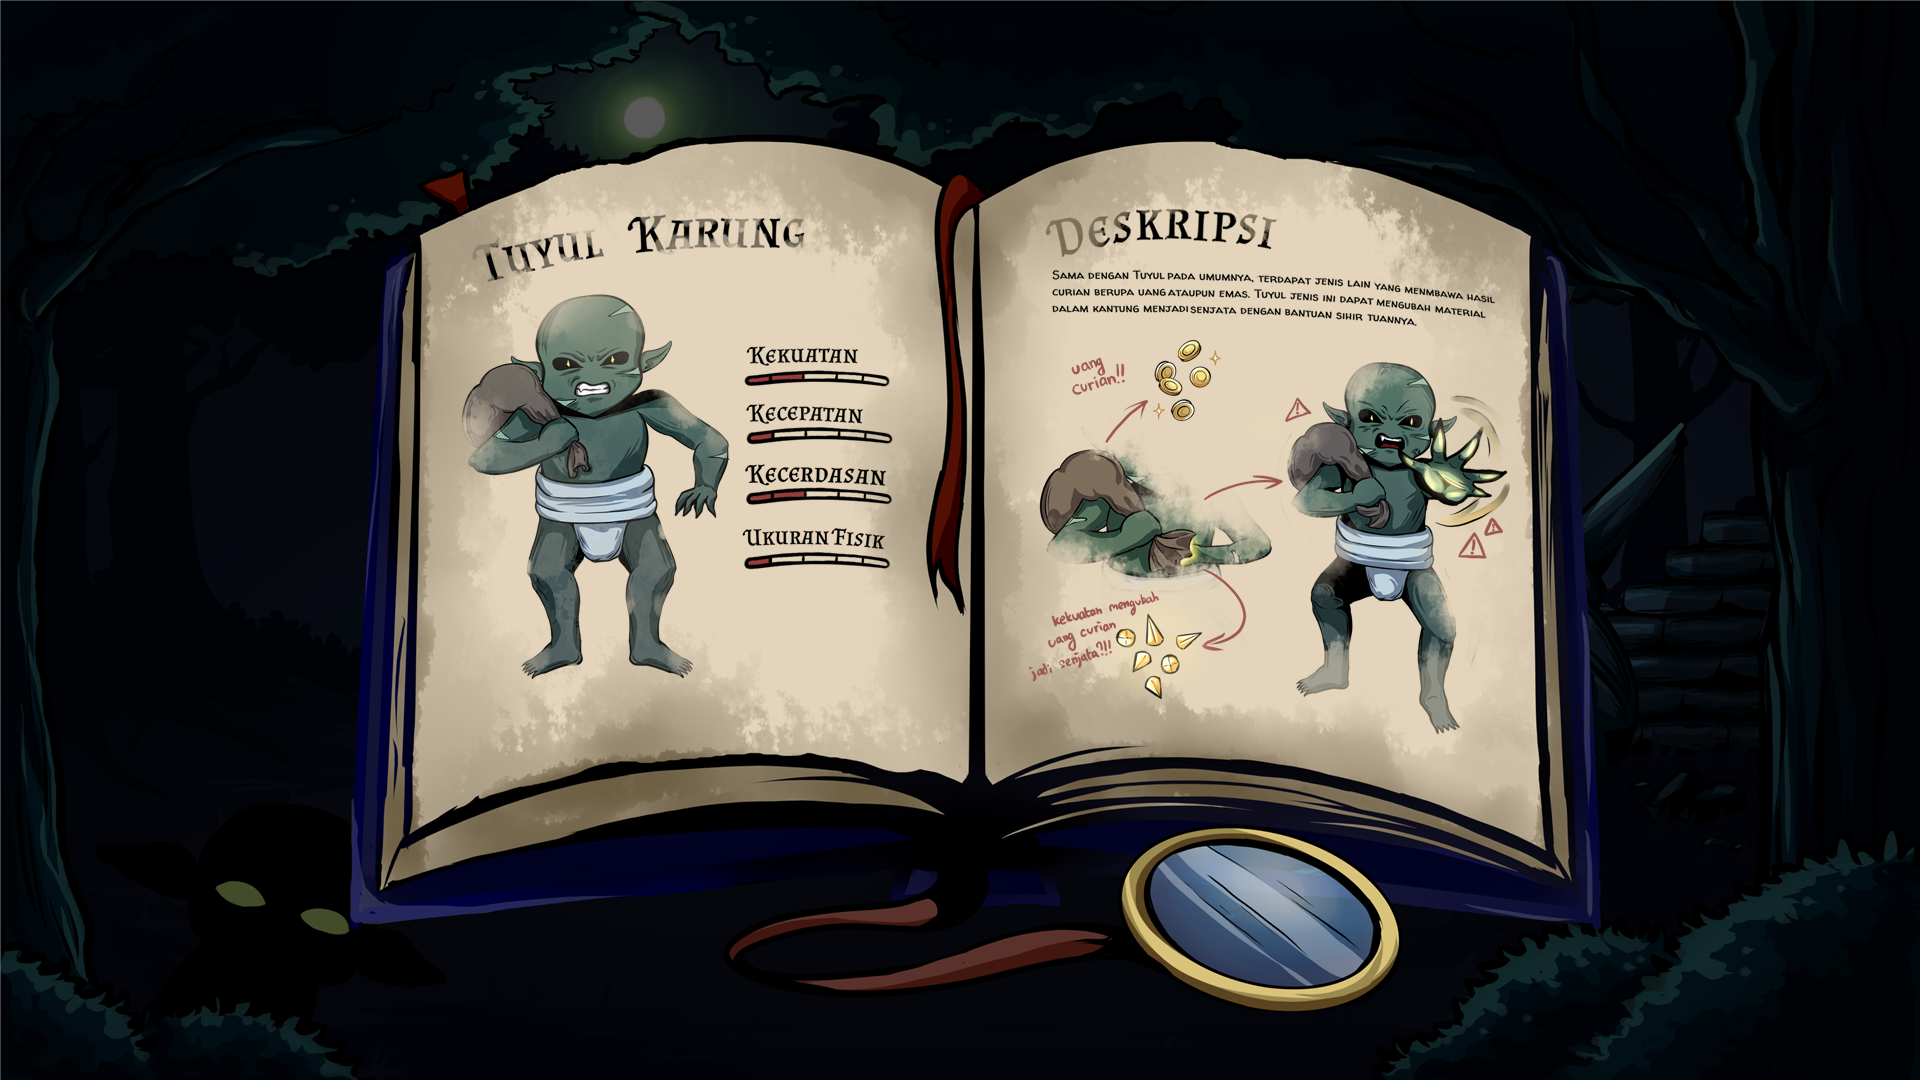 Tuyul Karung
Kekuatan
Kecepatan
Kecerdasan
Ukuran Fisik
Deskripsi
Sama dengan Tuyul pada umumnya, terdapat jenis lain yang menmbawa hasil
curian berupa uang ataupun emas. Tuyul jenis ini dapat mengubah material
dalam kantung menjadi senjata dengan bantuan sihir tuannya.
uang
curian!!
kekuatan mengubah
uang curian
jadi senjata?!!